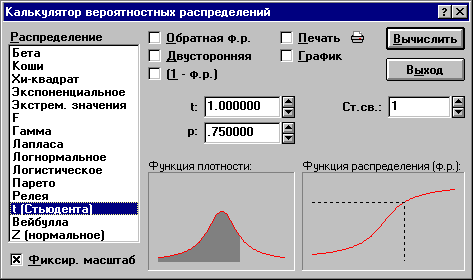 Калькулятор вероятностных распределений
Распределение
Бета
Коши
Хи-квадрат
Экспоненциальное
Экстрем. значения
F
Гамма
Лапласа
Логнормальное
Логистическое
Парето
Релея
t (Стьюдента)
Вейбулла
Z (нормальное)
Фиксир. масштаб
Обратная ф.р.
Двусторонняя
(1 - ф.р.)
Печать
График
Вычислить
Выход
t: 1.000000
p: .750000
Ст.св.: 1
Функция плотности:
Функция распределения (ф.р.):